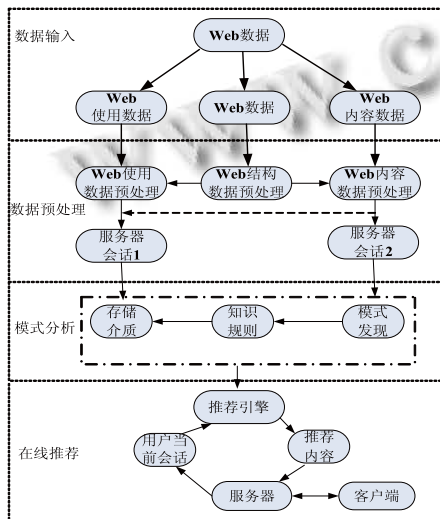 数据输入
Web数据
Web
使用数据
Web数据
Web
内容数据
数据预处理
Web使用
数据预处理
Web结构
数据预处理
Web内容
数据预处理
服务器
会话1
服务器
会话2
模式分析
存储
介质
知识
规则
模式
发现
在线推荐
推荐引擎
用户当
前会话
推荐
内容
服务器
客户端
www.c